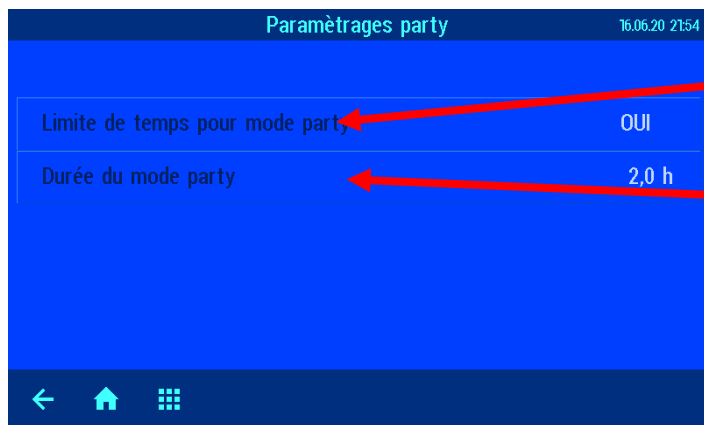 Paramètrages party
16.06.20 21:54
Limite de temps pour mode party
OUI
Durée du mode party
2,0 h